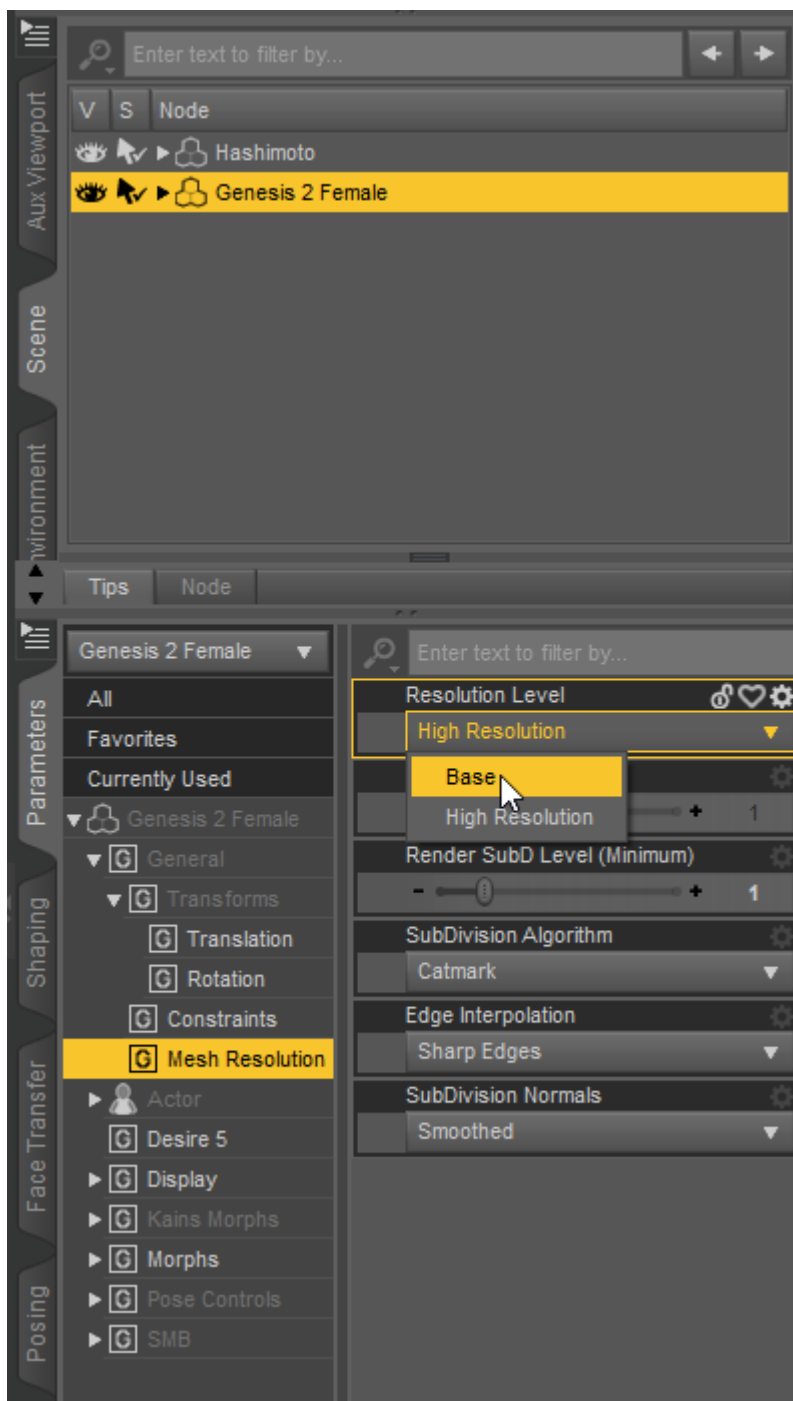 Enter text to filter by...
V S Node
Hashimoto
Genesis 2 Female
Aux Viewport
Scene
nvironment
Tips Node
Genesis 2 Female
All
Favorites
Currently Used
Genesis 2 Female
General
Transforms
Translation
Rotation
Constraints
Mesh Resolution
Actor
Desire 5
Display
Kains Morphs
Morphs
Pose Controls
SMB
Enter text to filter by...
Resolution Level
High Resolution
Base
High Resolution
1
Render SubD Level (Minimum)
1
SubDivision Algorithm
Catmark
Edge Interpolation
Sharp Edges
SubDivision Normals
Smoothed
Parameters
Shaping
Face Transfer
Posing